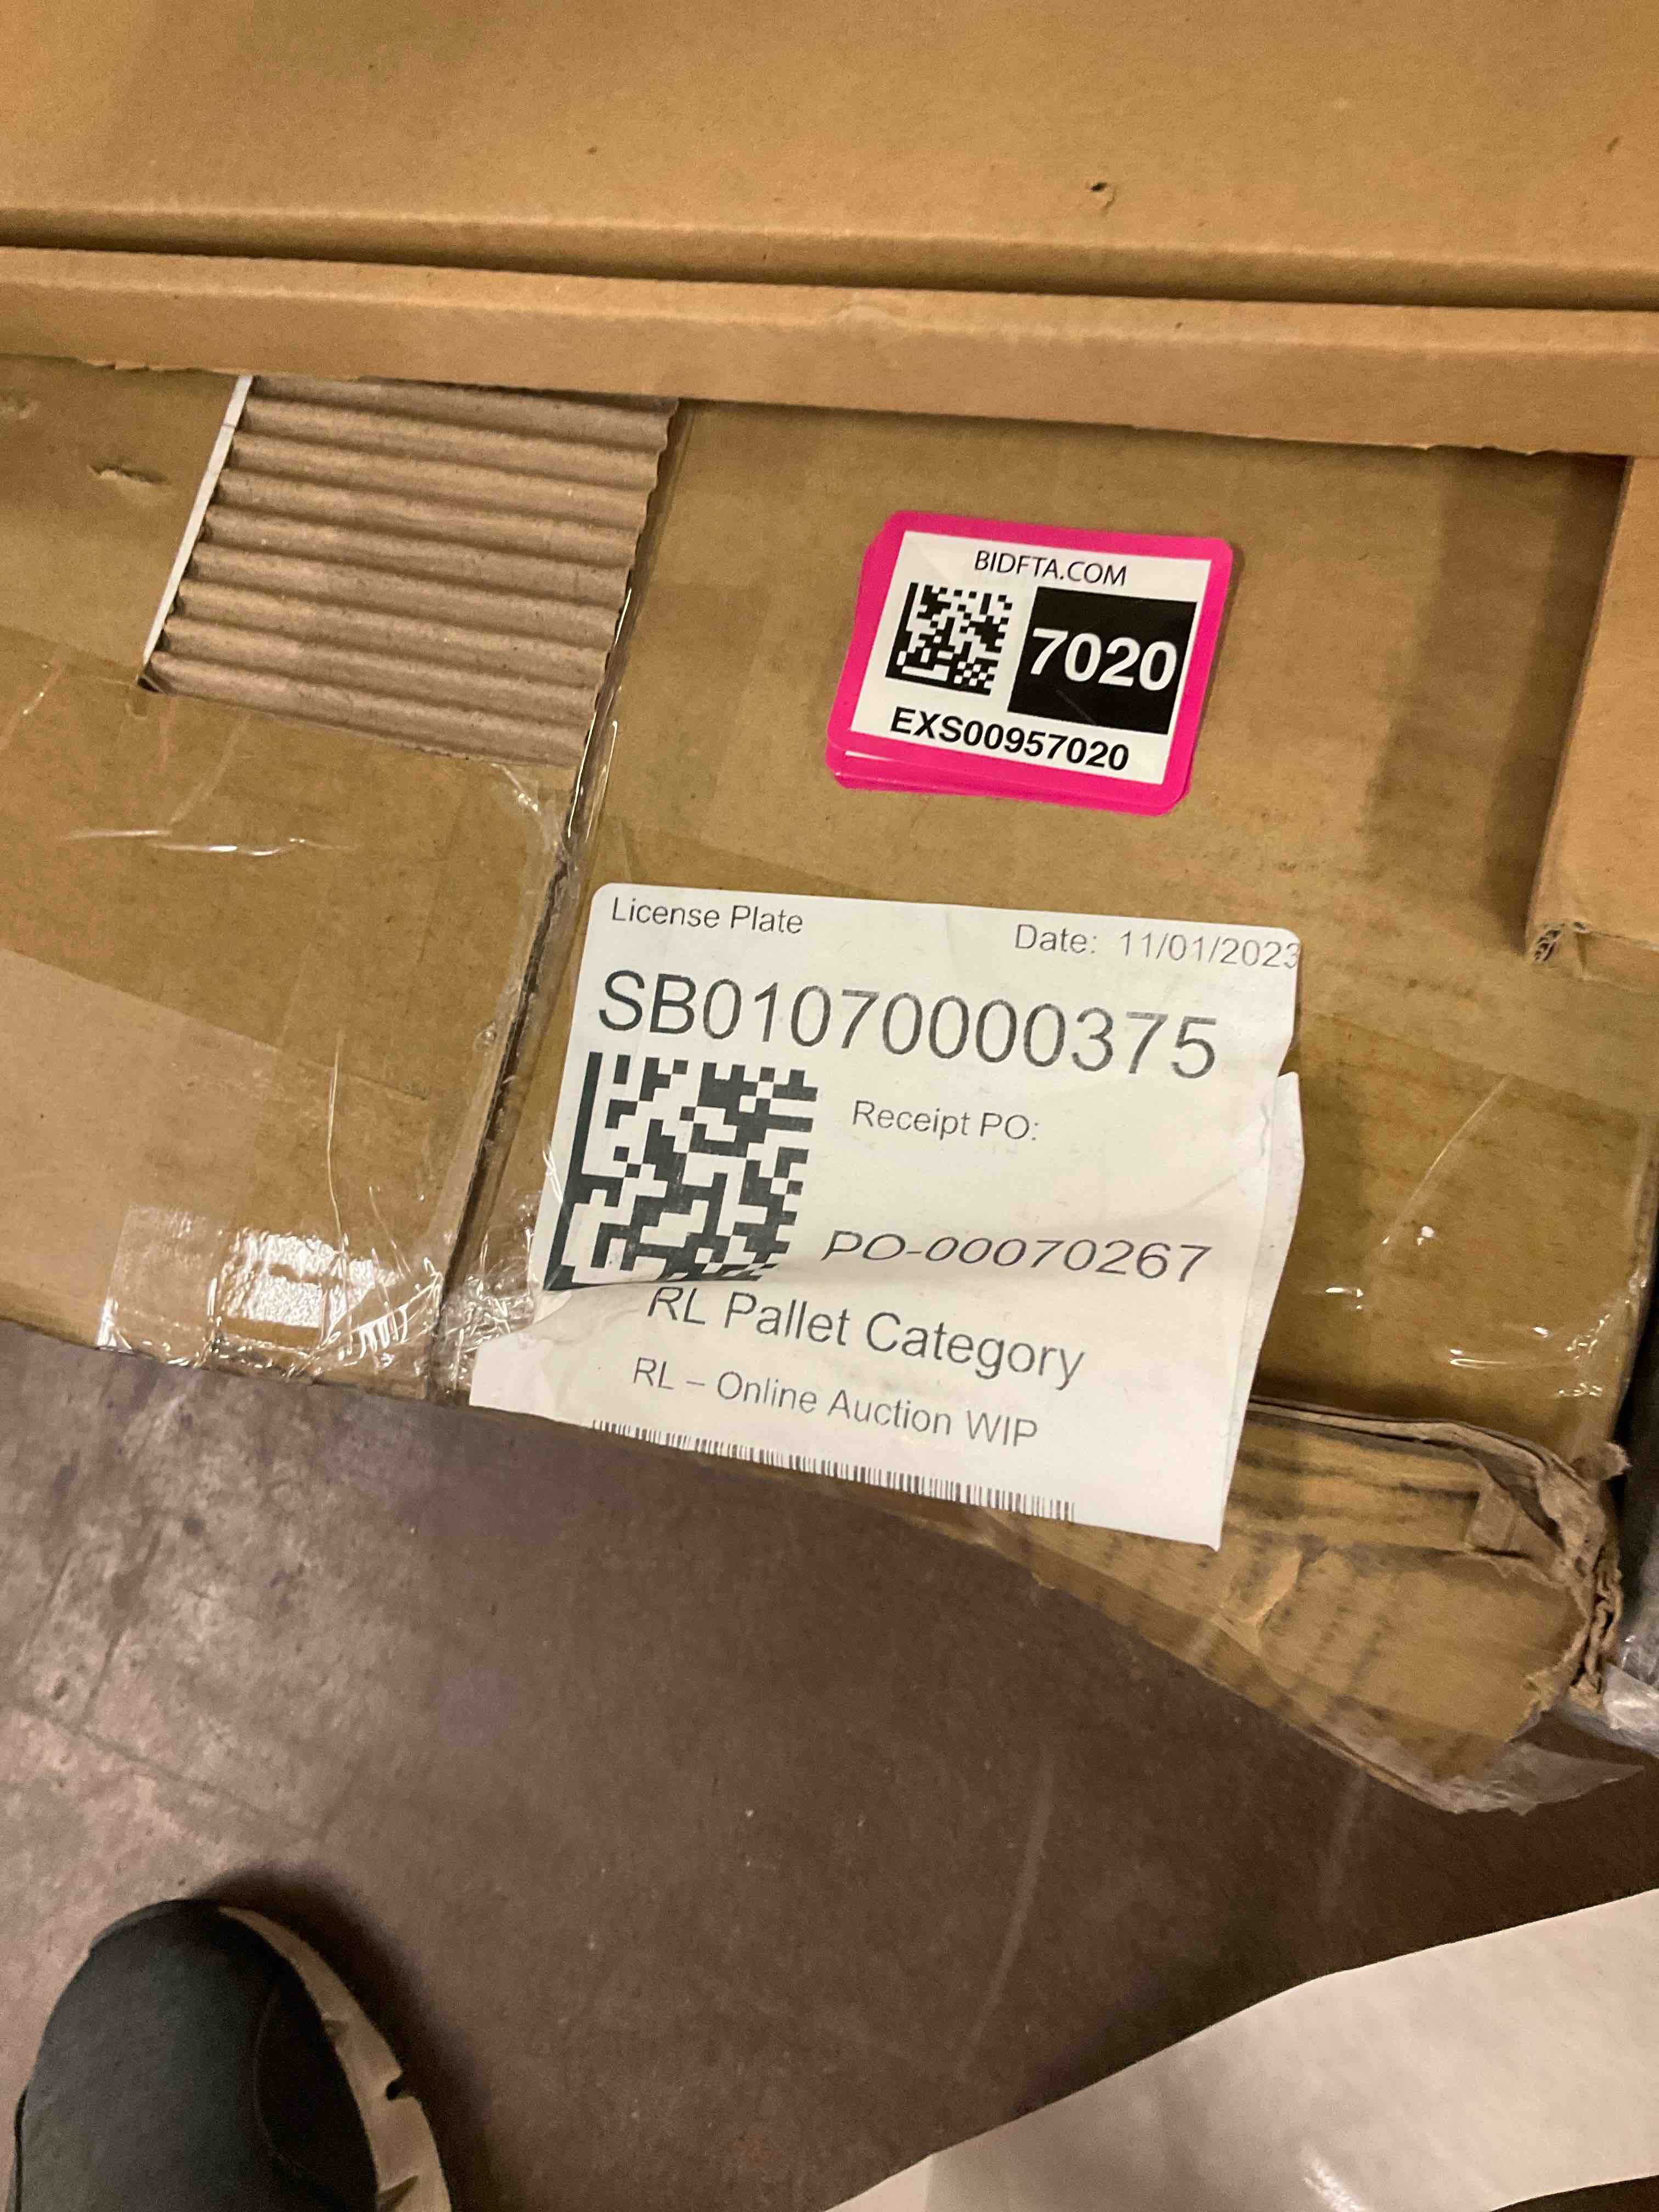 BIDFTA.COM
7020
EXS00957020
License Plate
Date: 11/01/2023
SB01070000375
Receipt PO:
PO-00070267
RL Pallet Category
RL – Online Auction WIP